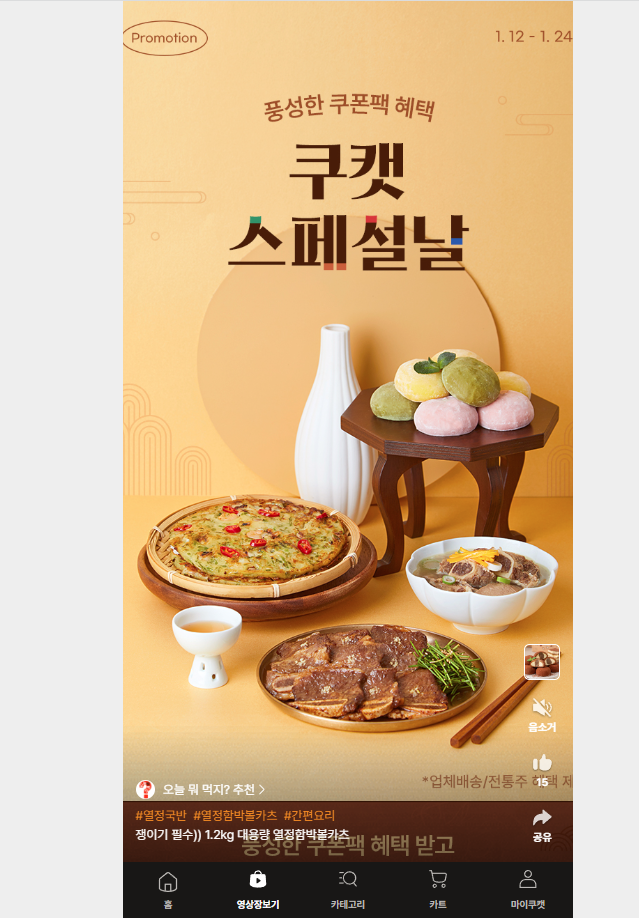 Promotion
1. 12 - 1. 24
풍성한 쿠폰팩 혜택
쿠캣
스페셜날
음소거
15
오늘 뭐 먹지? 추천 >
*업체배송/전통주 혜택 제
#열정국밥 #열정함박볼카츠 #간편요리
쟁이기 필수)) 1.2kg 대용량 열정함박볼카츠
공유
풍성한 쿠폰팩 혜택 받고
홈
영상장보기
카테고리
카트
마이쿠캣